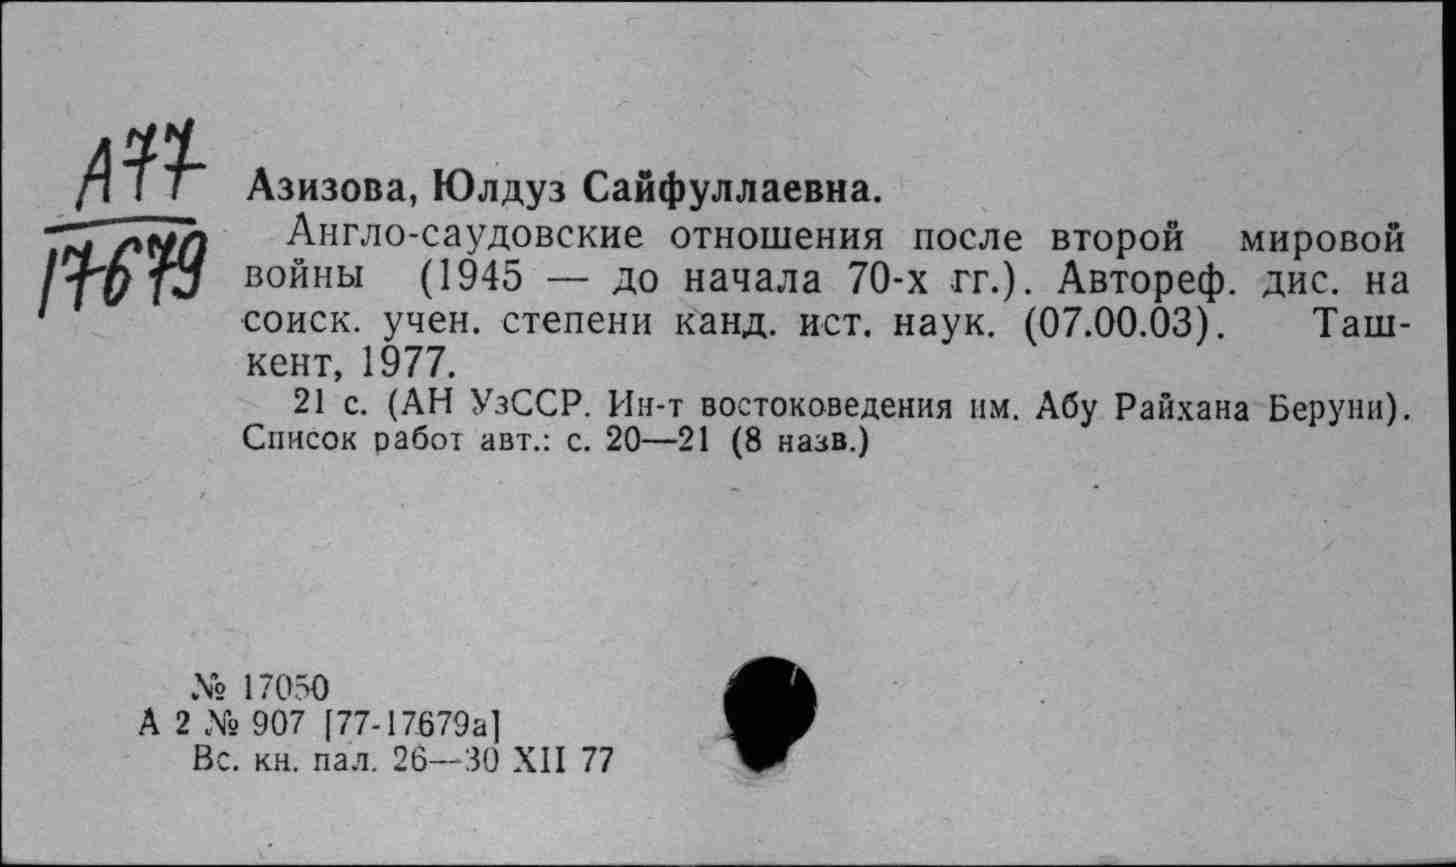 А77
17679
Азизова, Юлдуз Сайфуллаевна.
Англо-саудовские отношения после второй мировой
войны (1945 — до начала 70-х гг.). Автореф. дис. на
соиск. учен. степени канд. ист. наук. (07.00.03). Таш-
кент, 1977.
21 с. (АН УзССР. Ин-т востоковедения им. Абу Райхана Беруни).
Список работ авт.: с. 20—21 (8 назв.)
№ 17050
А 2 № 907 [77-17679а]
Вс. кн. пал. 26—30 XII 77